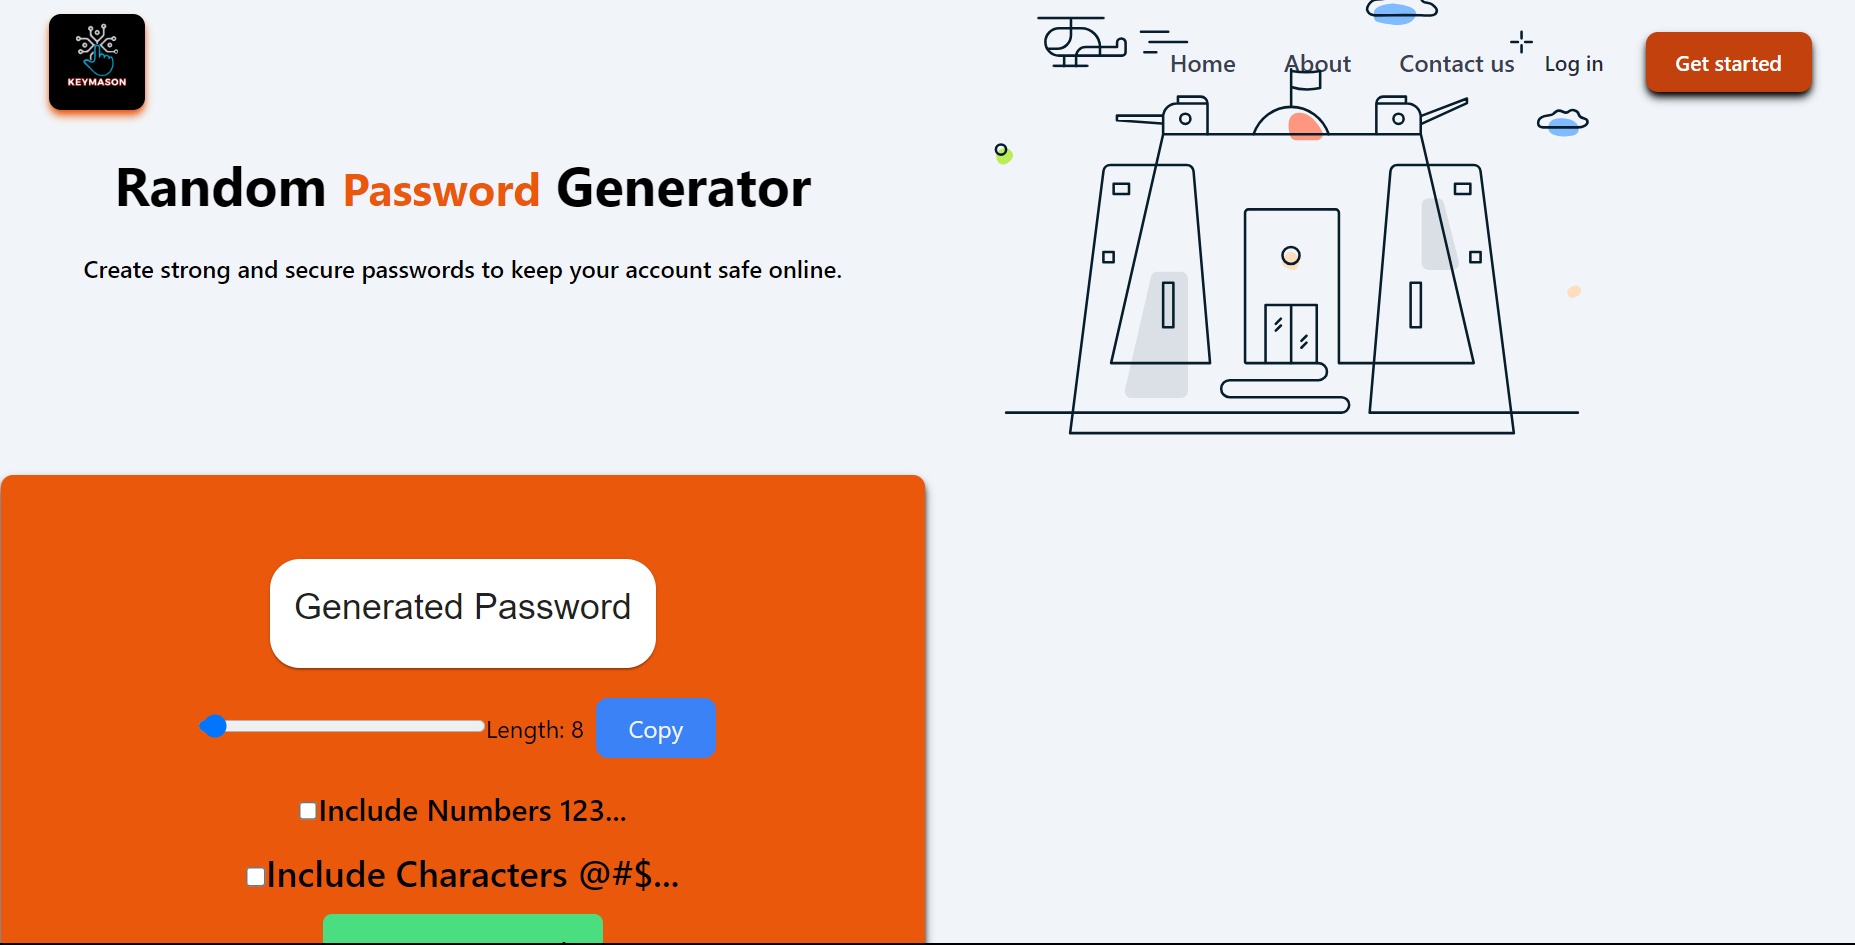 KEYMASON
Home About Contact us Log in Get started
Random Password Generator
Create strong and secure passwords to keep your account safe online.
Generated Password
Length: 8 Copy
Include Numbers 123...
Include Characters @#$...